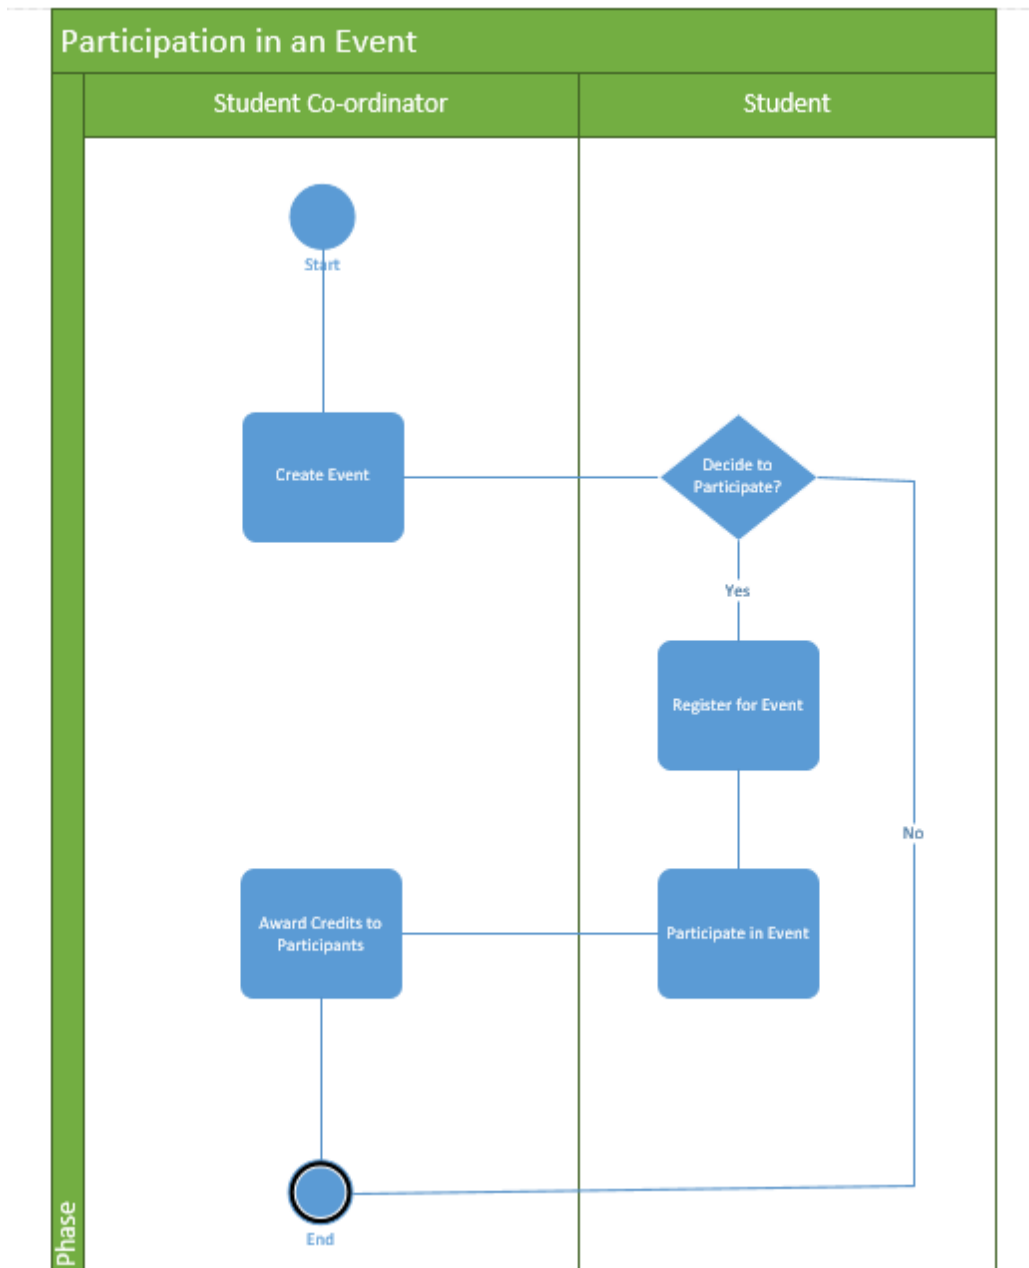 Participation in an Event
Student Co-ordinator
Student
Start
Create Event
Decide to
Participate?
Yes
Register for Event
No
Award Credits to
Participants
Participate in Event
End
Phase